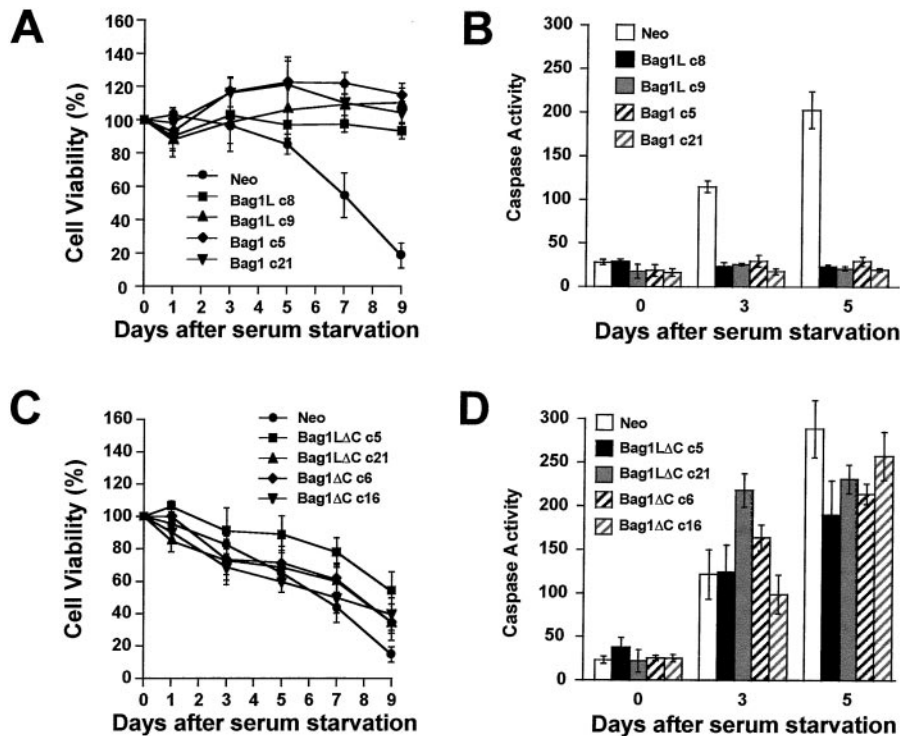 A
160
140
120
100
80
60
40
20
0
Cell Viability (%)
Neo
Bag1L c8
Bag1L c9
Bag1 c5
Bag1 c21
0 1 2 3 4 5 6 7 8 9
Days after serum starvation
B
300
250
200
150
100
50
0
Caspase Activity
Neo
Bag1L c8
Bag1L c9
Bag1 c5
Bag1 c21
0 3 5
Days after serum starvation
C
160
140
120
100
80
60
40
20
0
Cell Viability (%)
Neo
Bag1LΔC c5
Bag1LΔC c21
Bag1ΔC c6
Bag1ΔC c16
0 1 2 3 4 5 6 7 8 9
Days after serum starvation
D
300
250
200
150
100
50
0
Caspase Activity
Neo
Bag1LΔC c5
Bag1LΔC c21
Bag1ΔC c6
Bag1ΔC c16
0 3 5
Days after serum starvation